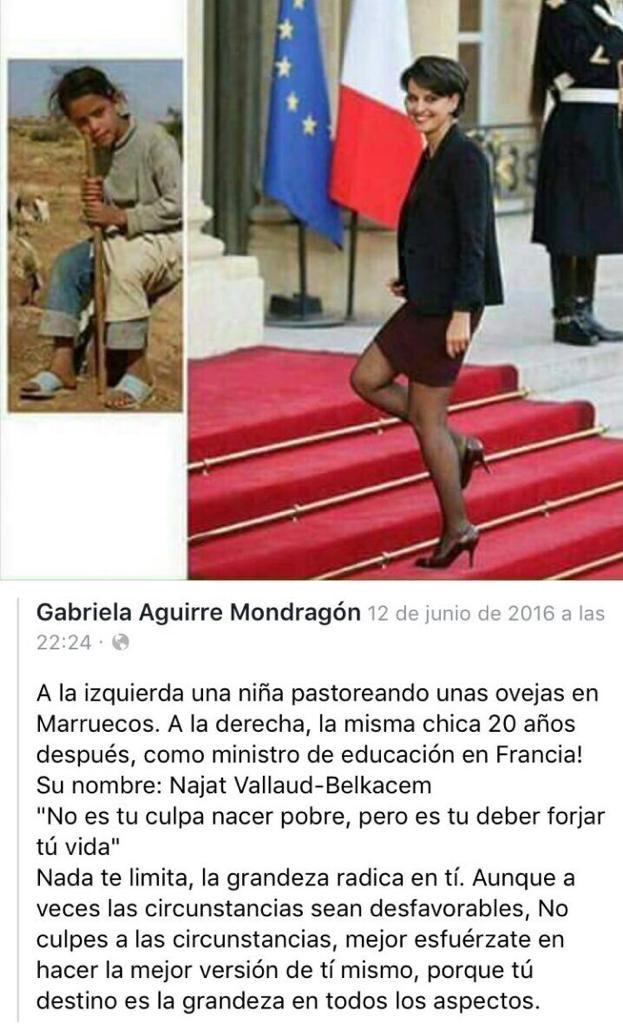 Gabriela Aguirre Mondragón 12 de junio de 2016 a las
22:24 ·
A la izquierda una niña pastoreando unas ovejas en
Marruecos. A la derecha, la misma chica 20 años
después, como ministro de educación en Francia!
Su nombre: Najat Vallaud-Belkacem
"No es tu culpa nacer pobre, pero es tu deber forjar
tú vida"
Nada te limita, la grandeza radica en tí. Aunque a
veces las circunstancias sean desfavorables, No
culpes a las circunstancias, mejor esfuérzate en
hacer la mejor versión de tí mismo, porque tú
destino es la grandeza en todos los aspectos.